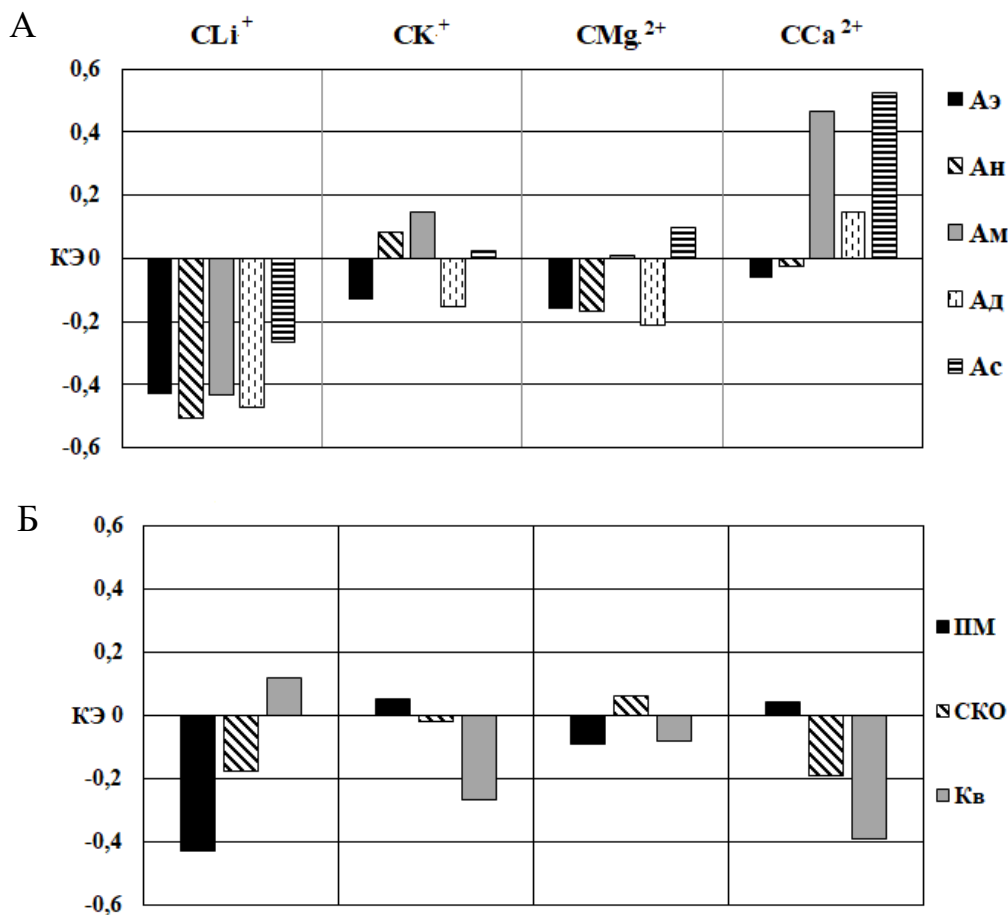 А
CLi⁺ CK⁺ CMg²⁺ CCa²⁺
0,6
0,4
0,2
КЭ 0
-0,2
-0,4
-0,6
Аэ
Ан
Ам
Ад
Ас
Б
0,6
0,4
0,2
КЭ 0
-0,2
-0,4
-0,6
ПМ
СКО
Кв